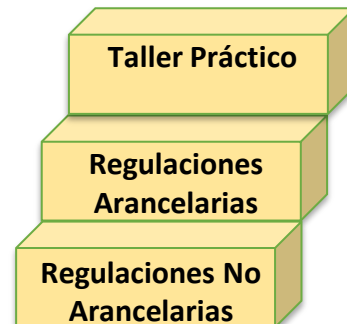 Taller Práctico
Regulaciones
Arancelarias
Regulaciones No
Arancelarias